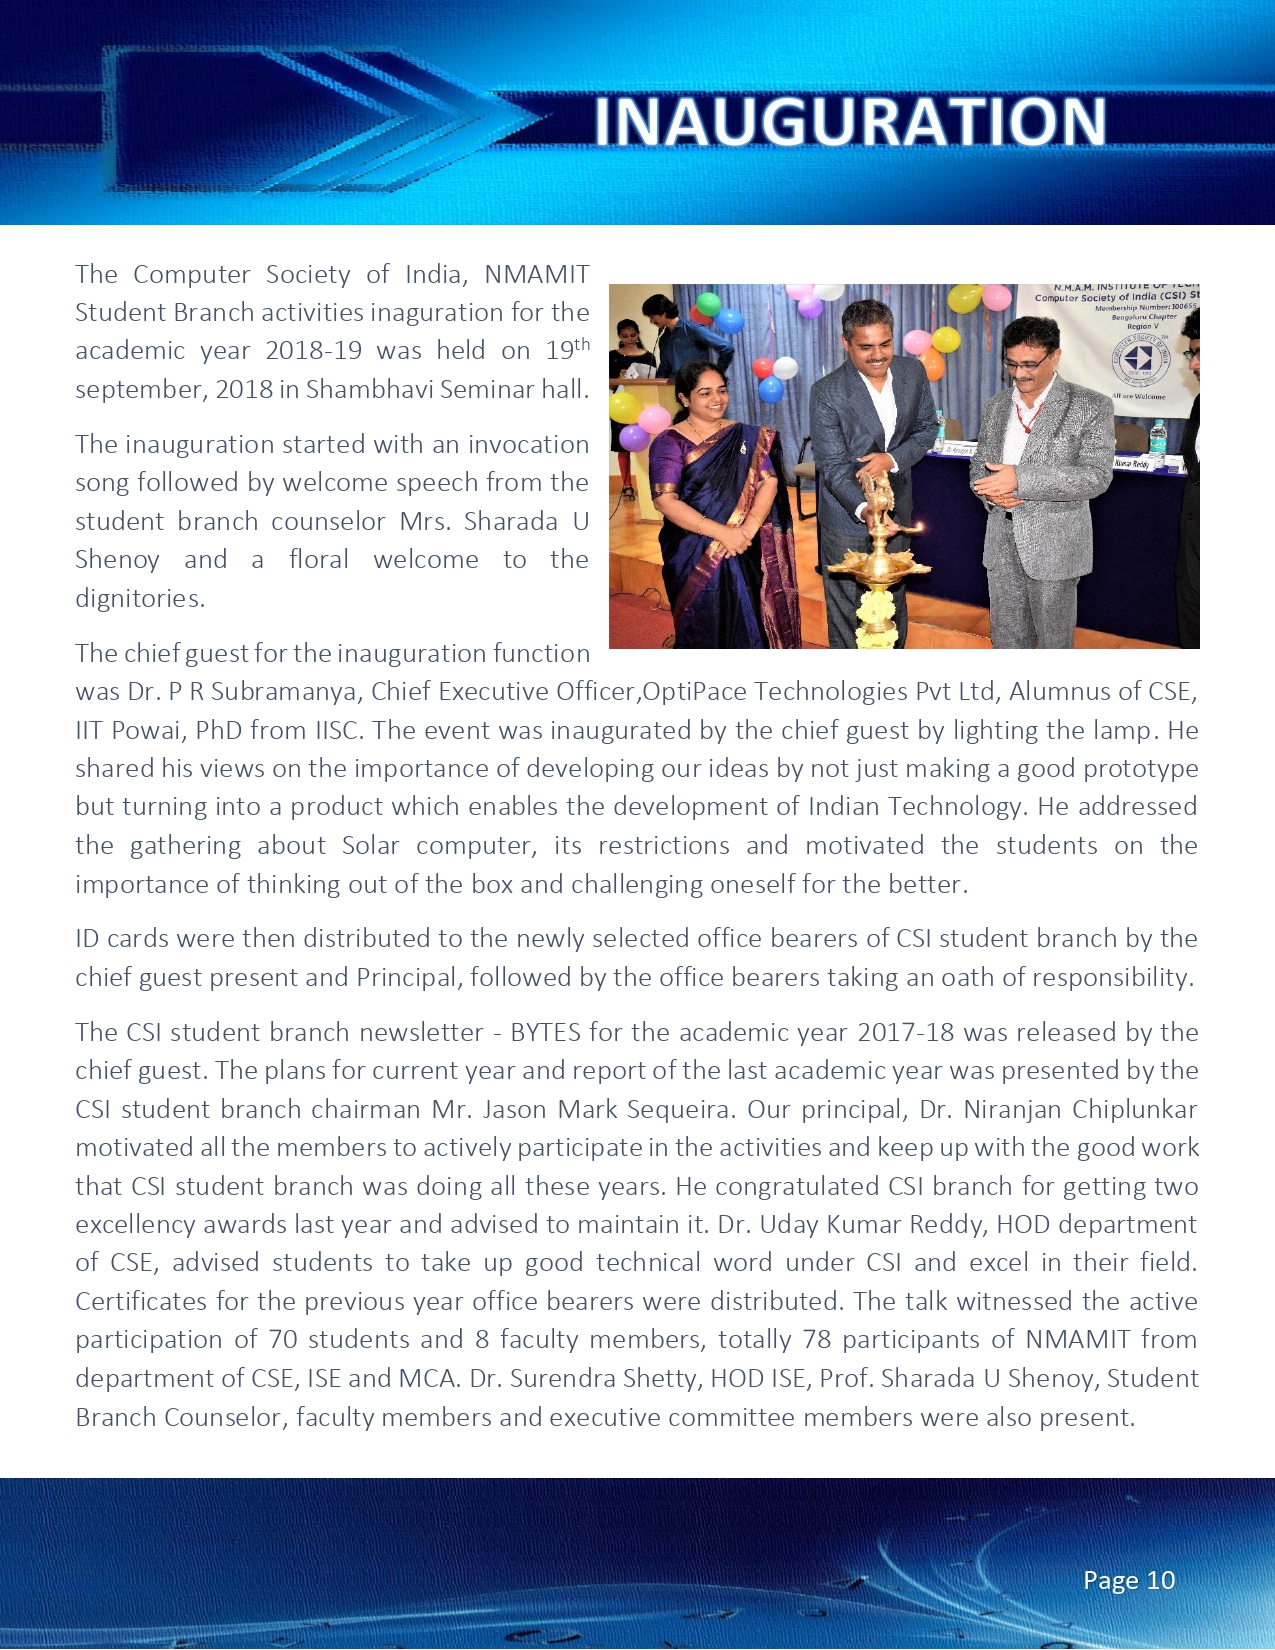 INAUGURATION
The Computer Society of India, NMAMIT
Student Branch activities inaguration for the
academic year 2018-19 was held on 19th
september, 2018 in Shambhavi Seminar hall.
The inauguration started with an invocation
song followed by welcome speech from the
student branch counselor Mrs. Sharada U
Shenoy and a floral welcome to the
dignitories.
N.M.A.M. INSTITUTE OF
Computer Society of India (CSI)
Membership Number: I00655
Bengaluru Chapter
Region V
COMPUTER SOCIETY OF INDIA
All are Welcome
Kumar Reddy
The chief guest for the inauguration function
was Dr. P R Subramanya, Chief Executive Officer,OptiPace Technologies Pvt Ltd, Alumnus of CSE,
IIT Powai, PhD from IISC. The event was inaugurated by the chief guest by lighting the lamp. He
shared his views on the importance of developing our ideas by not just making a good prototype
but turning into a product which enables the development of Indian Technology. He addressed
the gathering about Solar computer, its restrictions and motivated the students on the
importance of thinking out of the box and challenging oneself for the better.
ID cards were then distributed to the newly selected office bearers of CSI student branch by the
chief guest present and Principal, followed by the office bearers taking an oath of responsibility.
The CSI student branch newsletter - BYTES for the academic year 2017-18 was released by the
chief guest. The plans for current year and report of the last academic year was presented by the
CSI student branch chairman Mr. Jason Mark Sequeira. Our principal, Dr. Niranjan Chiplunkar
motivated all the members to actively participate in the activities and keep up with the good work
that CSI student branch was doing all these years. He congratulated CSI branch for getting two
excellency awards last year and advised to maintain it. Dr. Uday Kumar Reddy, HOD department
of CSE, advised students to take up good technical word under CSI and excel in their field.
Certificates for the previous year office bearers were distributed. The talk witnessed the active
participation of 70 students and 8 faculty members, totally 78 participants of NMAMIT from
department of CSE, ISE and MCA. Dr. Surendra Shetty, HOD ISE, Prof. Sharada U Shenoy, Student
Branch Counselor, faculty members and executive committee members were also present.
Page 10